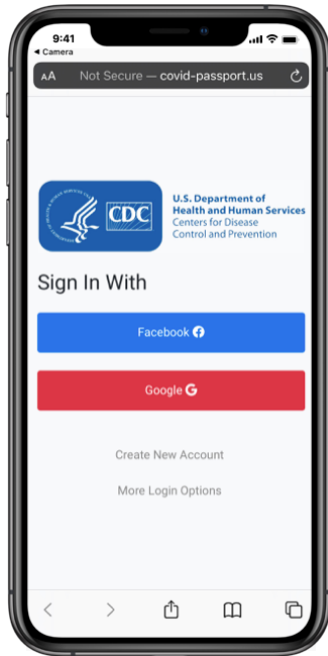 9:41
◀ Camera
AA Not Secure — covid-passport.us
CDC
U.S. Department of
Health and Human Services
Centers for Disease
Control and Prevention
Sign In With
Facebook
Google
Create New Account
More Login Options